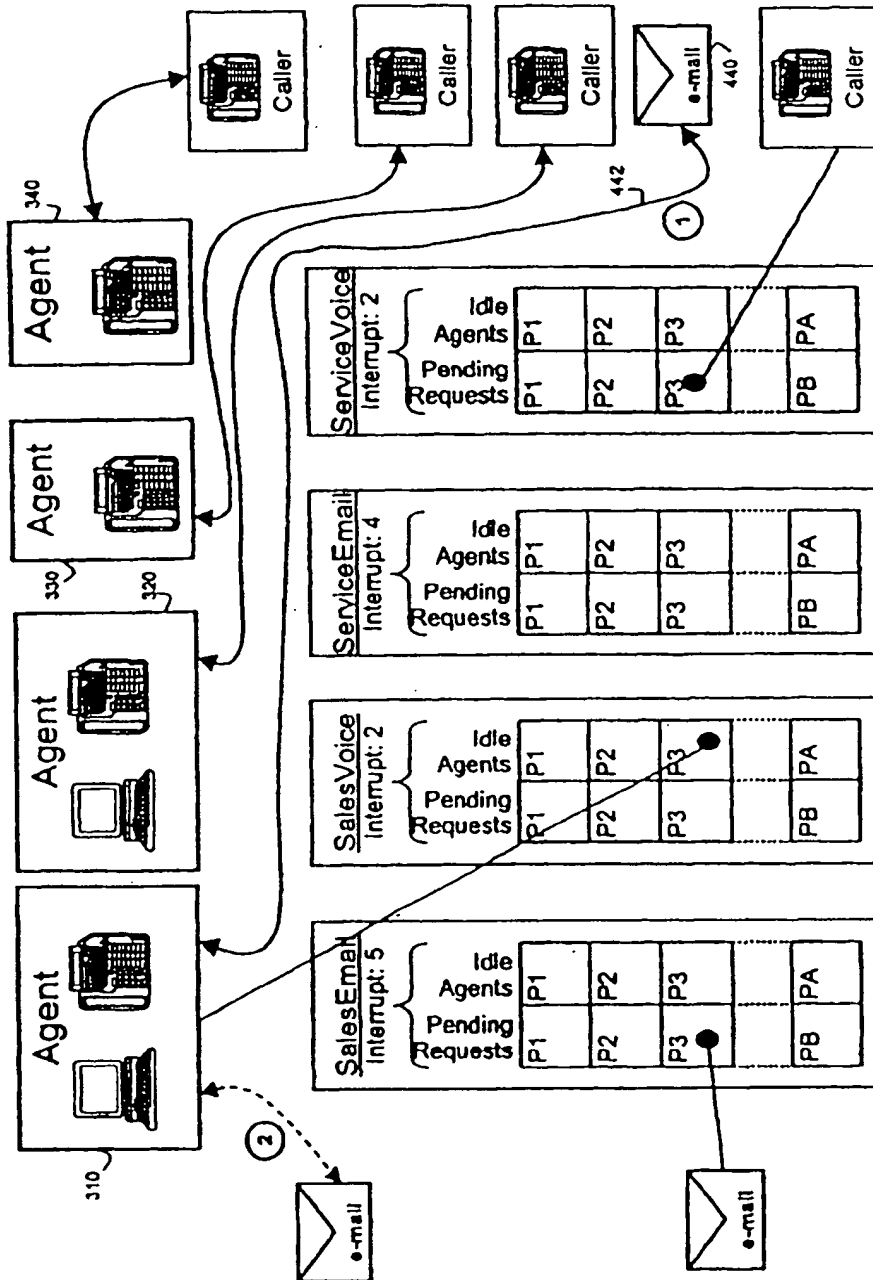 310
Agent
Agent
320
330
Agent
Agent
340
2
e-mail
Caller
Caller
Caller
442
1
e-mail
440
SalesEmail
Interrupt: 5
Pending Requests
Idle Agents
P1
P1
P2
P2
P3
P3
PB
PA
SalesVoice
Interrupt: 2
Pending Requests
Idle Agents
P1
P1
P2
P2
P3
P3
PB
PA
ServiceEmail
Interrupt: 4
Pending Requests
Idle Agents
P1
P1
P2
P2
P3
P3
PB
PA
ServiceVoice
Interrupt: 2
Pending Requests
Idle Agents
P1
P1
P2
P2
P3
P3
PB
PA
e-mail
Caller